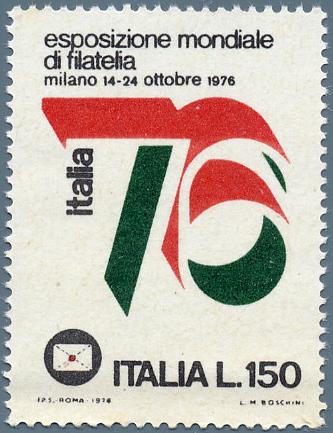 esposizione mondiale
di filatelia
milano 14-24 ottobre 1976
italia
76
ITALIA L.150
I.P.S.-ROMA-1976
L. M. BOSCHINI